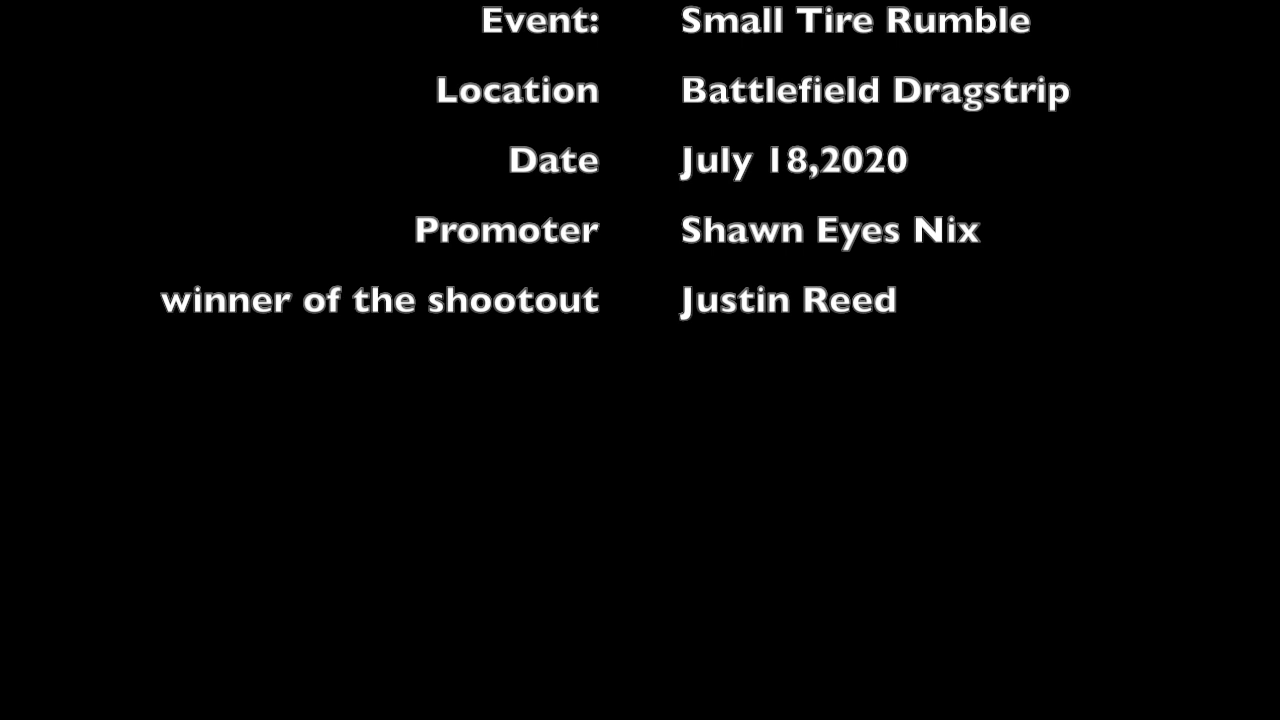 Event: Small Tire Rumble
Location Battlefield Dragstrip
Date July 18,2020
Promoter Shawn Eyes Nix
winner of the shootout Justin Reed